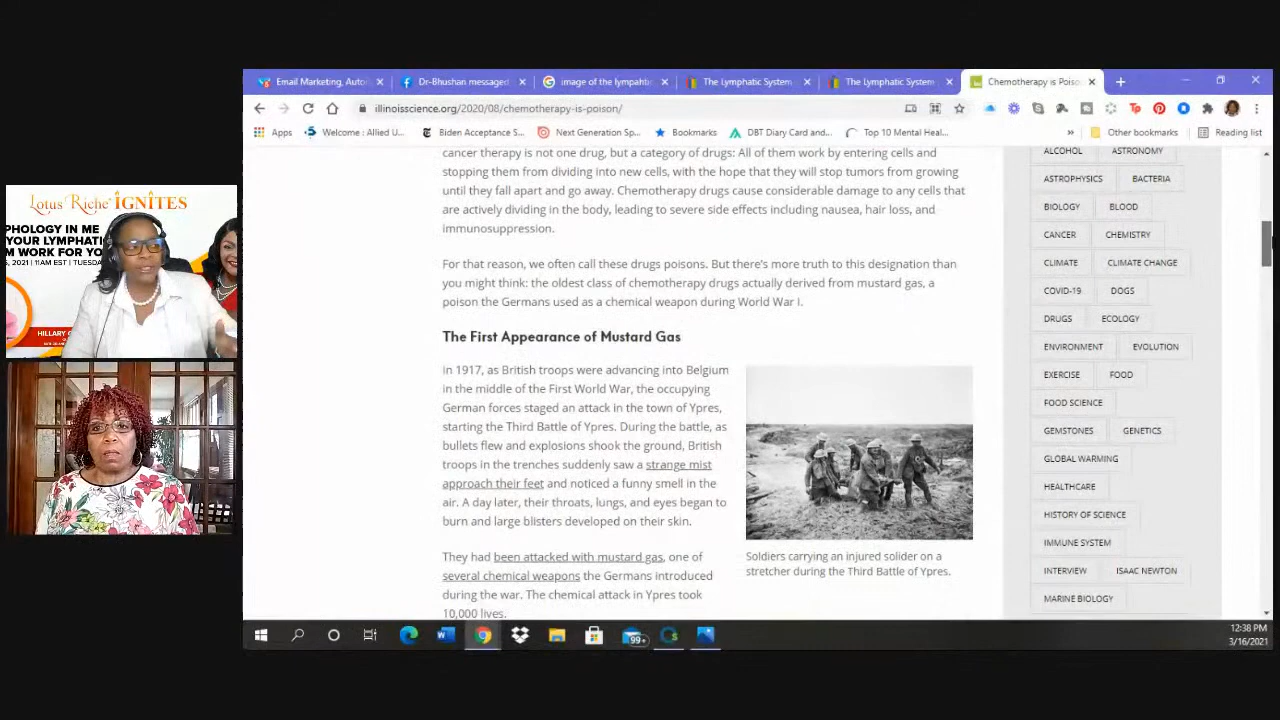 Lotus Riche IGNITES
PHOLOGY IN ME
YOUR LYMPHATI
M WORK FOR YO
2021 | 11AM EST | TUESDA
HILLARY
Email Marketing, Auto
Dr-Bhushan messaged
image of the lympahtic
The Lymphatic System
The Lymphatic System
Chemotherapy is Poison
illinoisscience.org/2020/08/chemotherapy-is-poison/
Apps
Welcome : Allied U...
Biden Acceptance S...
Next Generation Sp...
Bookmarks
DBT Diary Card and...
Top 10 Mental Heal...
»
Other bookmarks
Reading list
cancer therapy is not one drug, but a category of drugs: All of them work by entering cells and
stopping them from dividing into new cells, with the hope that they will stop tumors from growing
until they fall apart and go away. Chemotherapy drugs cause considerable damage to any cells that
are actively dividing in the body, leading to severe side effects including nausea, hair loss, and
immunosuppression.
For that reason, we often call these drugs poisons. But there's more truth to this designation than
you might think: the oldest class of chemotherapy drugs actually derived from mustard gas, a
poison the Germans used as a chemical weapon during World War I.
The First Appearance of Mustard Gas
In 1917, as British troops were advancing into Belgium
in the middle of the First World War, the occupying
German forces staged an attack in the town of Ypres,
starting the Third Battle of Ypres. During the battle, as
bullets flew and explosions shook the ground, British
troops in the trenches suddenly saw a strange mist
approach their feet and noticed a funny smell in the
air. A day later, their throats, lungs, and eyes began to
burn and large blisters developed on their skin.
They had been attacked with mustard gas, one of
several chemical weapons the Germans introduced
during the war. The chemical attack in Ypres took
10,000 lives.
Soldiers carrying an injured solider on a
stretcher during the Third Battle of Ypres.
ALCOHOL ASTRONOMY
ASTROPHYSICS BACTERIA
BIOLOGY BLOOD
CANCER CHEMISTRY
CLIMATE CLIMATE CHANGE
COVID-19 DOGS
DRUGS ECOLOGY
ENVIRONMENT EVOLUTION
EXERCISE FOOD
FOOD SCIENCE
GEMSTONES GENETICS
GLOBAL WARMING
HEALTHCARE
HISTORY OF SCIENCE
IMMUNE SYSTEM
INTERVIEW ISAAC NEWTON
MARINE BIOLOGY
99+
12:38 PM
3/16/2021